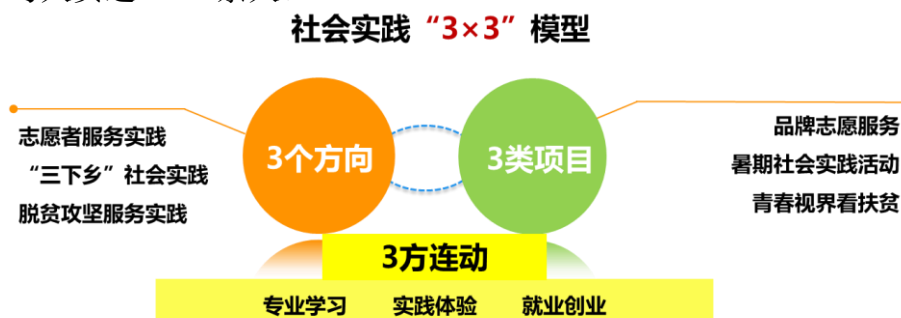 社会实践“3×3”模型
3个方向
志愿者服务实践
“三下乡”社会实践
脱贫攻坚服务实践
3类项目
品牌志愿服务
暑期社会实践活动
青春视界看扶贫
3方连动
专业学习 实践体验 就业创业